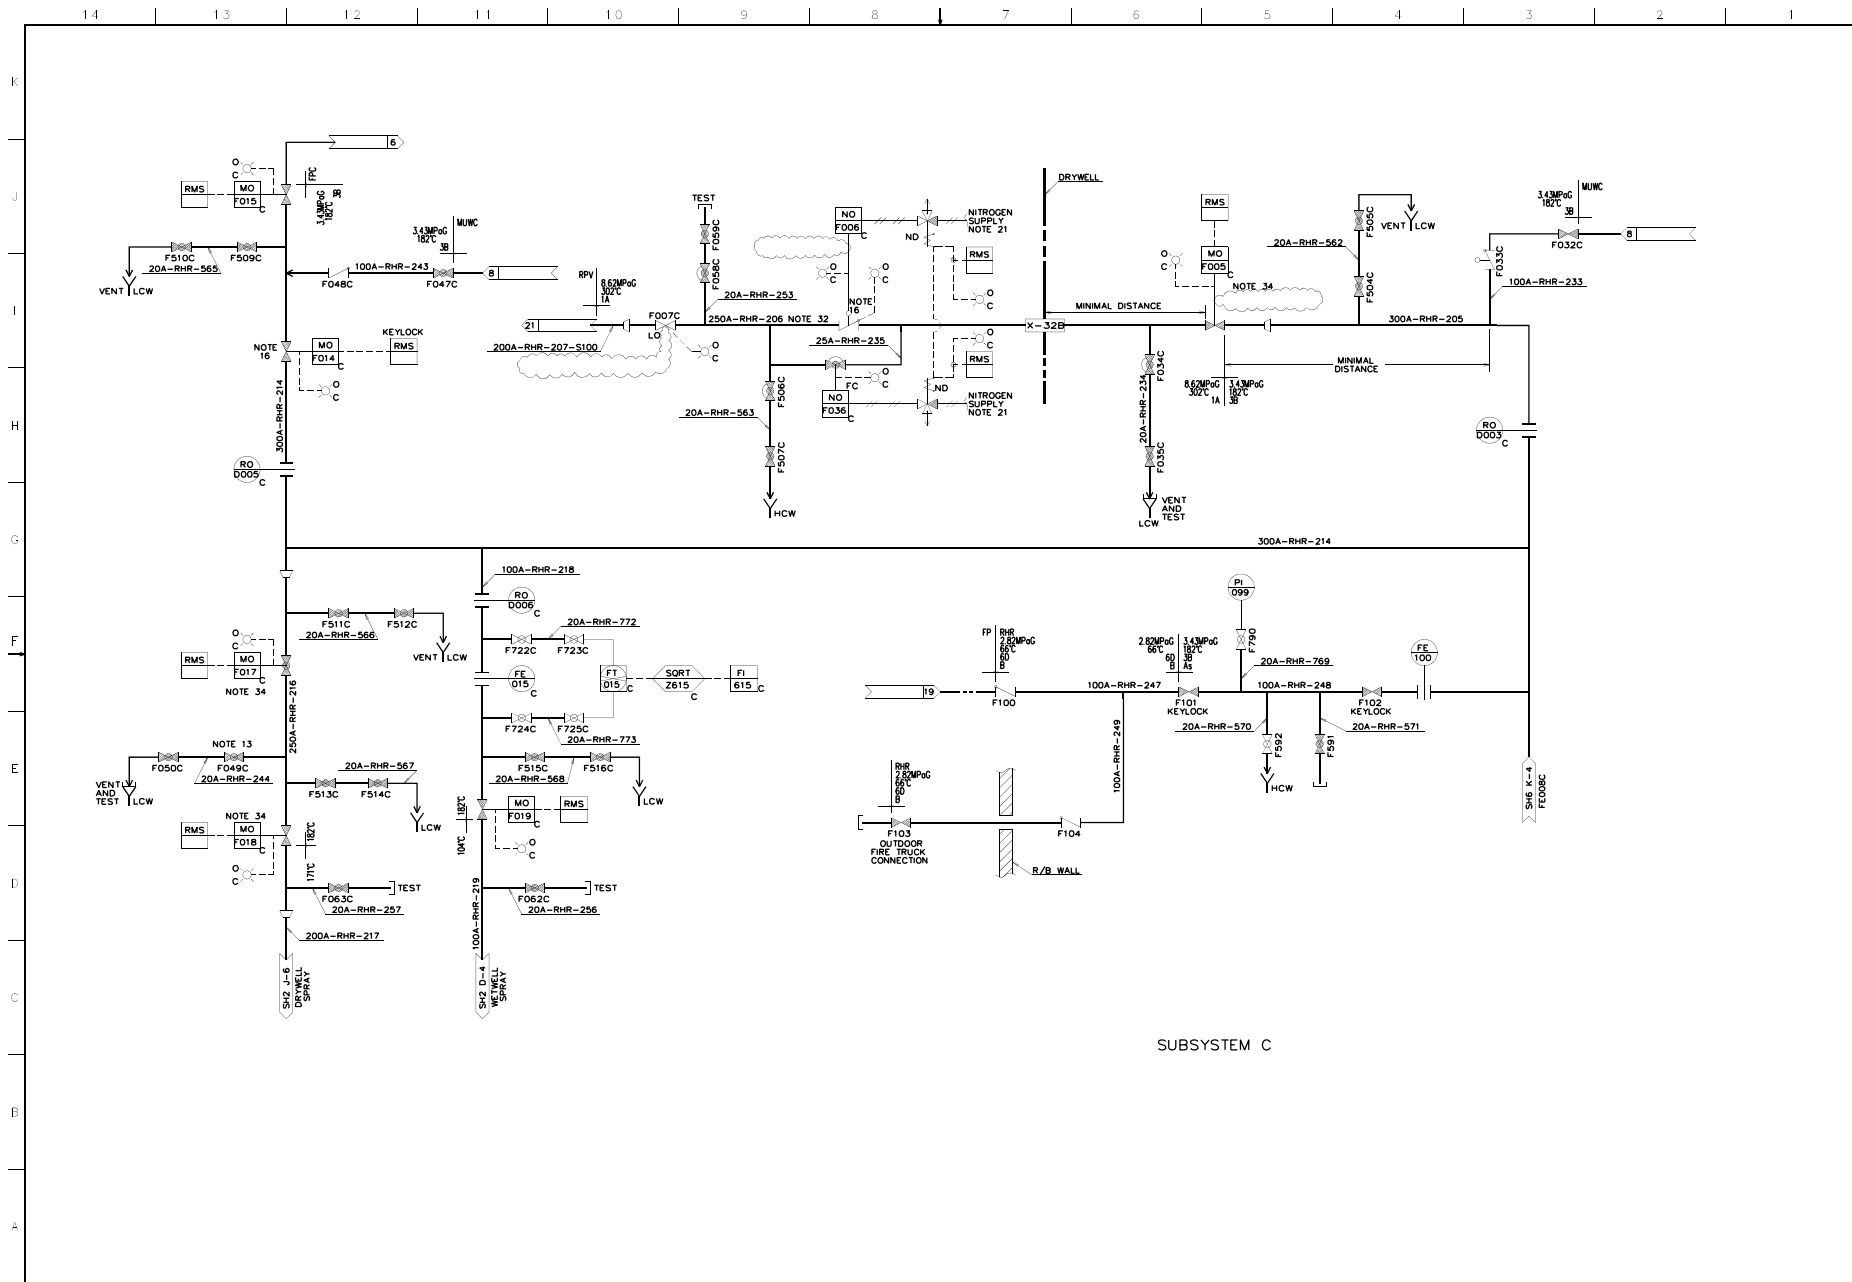 14 13 12 11 10 9 8 7 6 5 4 3 2 1
K
J
I
H
G
F
E
D
C
B
A
6
O
C
RMS
MO
F015
C
FPC
3.43MPaG
182℃
3B
F510C
F509C
20A-RHR-565
VENT LCW
3.43MPaG
182℃
3B
MUWC
100A-RHR-243
F048C
F047C
8
NOTE
16
MO
F014
C
KEYLOCK
RMS
O
C
300A-RHR-214
RO
D005
C
RPV
8.62MPaG
302℃
1A
21
200A-RHR-207-S100
F007C
LO
O
C
TEST
F059C
F058C
20A-RHR-253
250A-RHR-206 NOTE 32
NO
F006
C
O
C
O
C
NOTE
16
25A-RHR-235
FC
O
C
NO
F036
C
F506C
20A-RHR-563
F507C
HCW
ND
NITROGEN
SUPPLY
NOTE 21
RMS
O
C
O
C
RMS
ND
NITROGEN
SUPPLY
NOTE 21
DRYWELL
X-32B
MINIMAL DISTANCE
RMS
MO
F005
C
O
C
NOTE 34
F034C
20A-RHR-234
F035C
VENT
AND
TEST
LCW
8.62MPaG
302℃
1A
3.43MPaG
182℃
3B
MINIMAL
DISTANCE
20A-RHR-562
F505C
F504C
VENT LCW
300A-RHR-205
3.43MPaG
182℃
3B
MUWC
F032C
8
F033C
100A-RHR-233
RO
D003
C
300A-RHR-214
100A-RHR-218
RO
D006
C
F511C
F512C
20A-RHR-566
VENT LCW
O
C
RMS
MO
F017
C
NOTE 34
250A-RHR-216
20A-RHR-772
F722C
F723C
FE
015
C
FT
015
C
SQRT
Z615
C
FI
615
C
F724C
F725C
20A-RHR-773
NOTE 13
F050C
F049C
20A-RHR-244
VENT
AND
TEST
LCW
20A-RHR-567
F513C
F514C
LCW
F515C
F516C
20A-RHR-568
LCW
NOTE 34
RMS
MO
F018
C
182℃
171℃
O
C
182℃
104℃
MO
F019
C
RMS
O
C
F063C
TEST
20A-RHR-257
200A-RHR-217
100A-RHR-219
F062C
TEST
20A-RHR-256
SH2 J-6
DRYWELL
SPRAY
SH2 D-4
WETWELL
SPRAY
PI
099
F790
20A-RHR-769
FP
RHR
2.82MPaG
66℃
6D
B
19
F100
100A-RHR-247
2.82MPaG
66℃
6D
B
3.43MPaG
182℃
3B
As
F101
KEYLOCK
100A-RHR-248
F102
KEYLOCK
FE
100
20A-RHR-570
F592
HCW
F591
20A-RHR-571
100A-RHR-249
RHR
2.82MPaG
66℃
6D
B
F103
OUTDOOR
FIRE TRUCK
CONNECTION
F104
R/B WALL
SH6 K-4
FE008C
SUBSYSTEM C